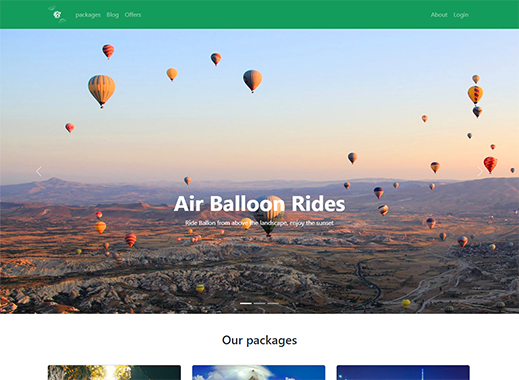 packages Blog Offers About Login
Air Balloon Rides
Ride Ballon from above the landscape, enjoy the sunset
Our packages